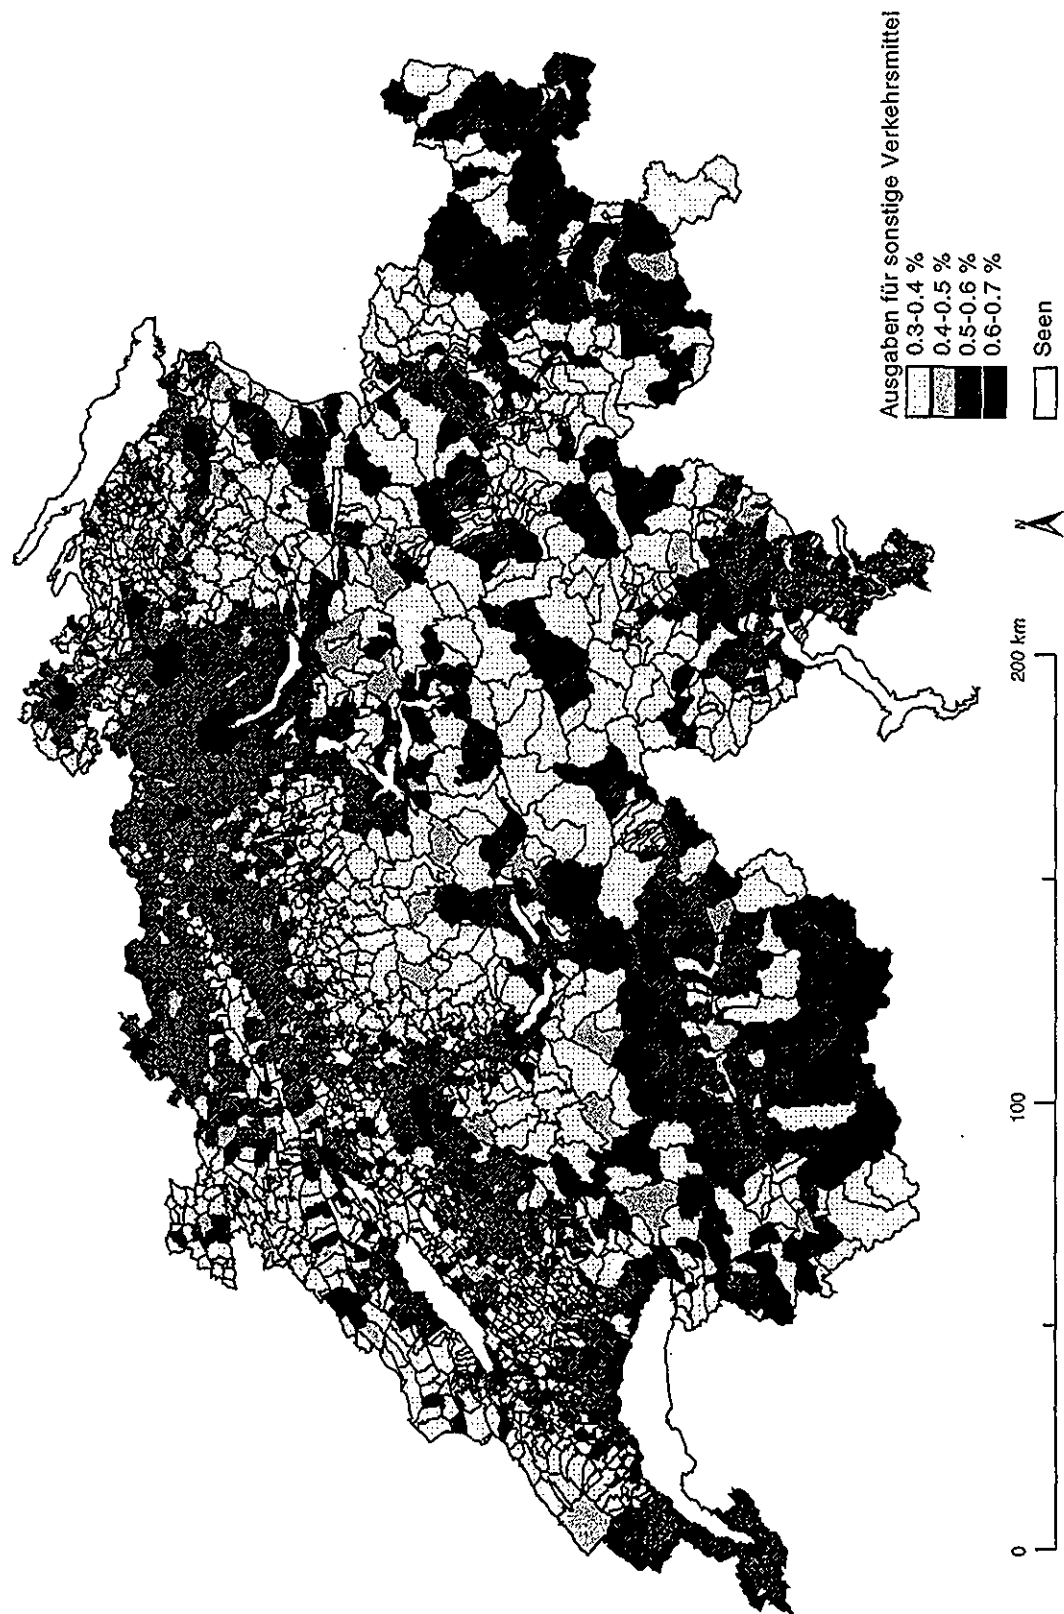 Ausgaben für sonstige Verkehrsmittel
0.3-0.4 %
0.4-0.5 %
0.5-0.6 %
0.6-0.7 %
Seen
N
0
100
200 km